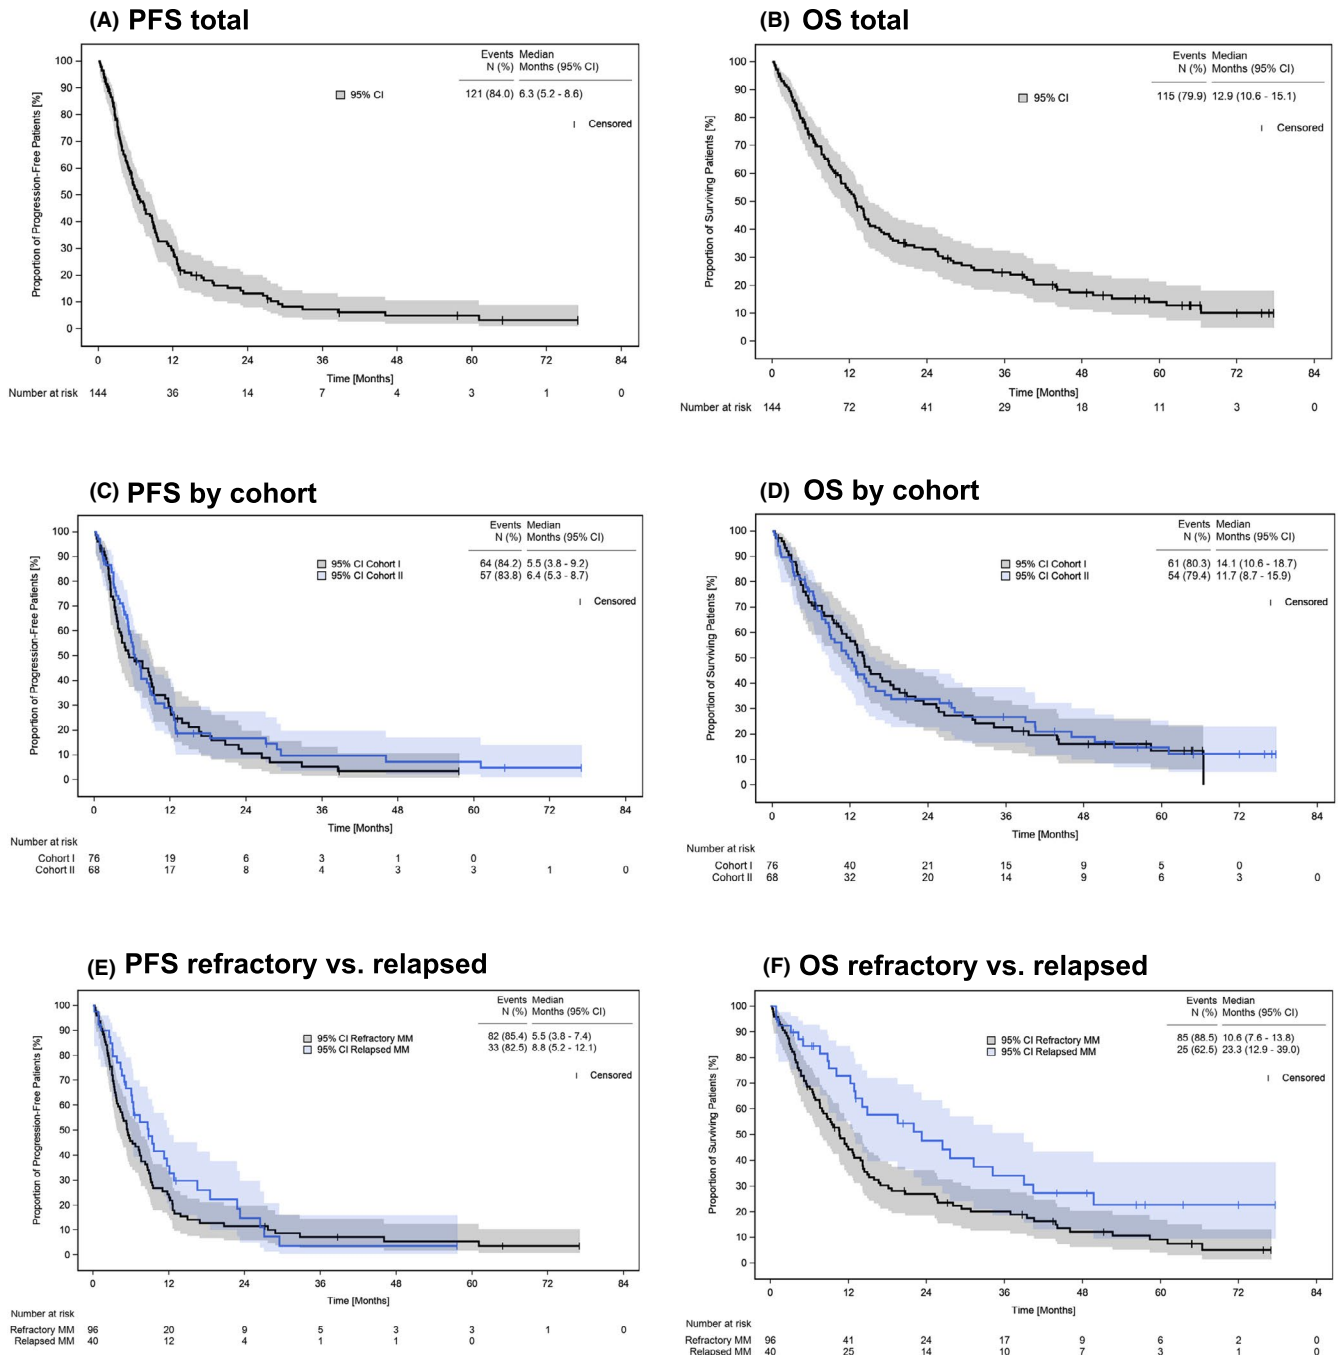 (A) PFS total
Events Median
N (%) Months (95% CI)
95% CI 121 (84.0) 6.3 (5.2 - 8.6)
Censored
Proportion of Progression-Free Patients [%]
100
90
80
70
60
50
40
30
20
10
0
0 12 24 36 48 60 72 84
Time [Months]
Number at risk 144 36 14 7 4 3 1 0
(B) OS total
Events Median
N (%) Months (95% CI)
95% CI 115 (79.9) 12.9 (10.6 - 15.1)
Censored
Proportion of Surviving Patients [%]
100
90
80
70
60
50
40
30
20
10
0
0 12 24 36 48 60 72 84
Time [Months]
Number at risk 144 72 41 29 18 11 3 0
(C) PFS by cohort
Events Median
N (%) Months (95% CI)
95% CI Cohort I 64 (84.2) 5.5 (3.8 - 9.2)
95% CI Cohort II 57 (83.8) 6.4 (5.3 - 8.7)
Censored
Proportion of Progression-Free Patients [%]
100
90
80
70
60
50
40
30
20
10
0
0 12 24 36 48 60 72 84
Time [Months]
Number at risk
Cohort I 76 19 6 3 1 0
Cohort II 68 17 8 4 3 3 1 0
(D) OS by cohort
Events Median
N (%) Months (95% CI)
95% CI Cohort I 61 (80.3) 14.1 (10.6 - 18.7)
95% CI Cohort II 54 (79.4) 11.7 (8.7 - 15.9)
Censored
Proportion of Surviving Patients [%]
100
90
80
70
60
50
40
30
20
10
0
0 12 24 36 48 60 72 84
Time [Months]
Number at risk
Cohort I 76 40 21 15 9 5 0
Cohort II 68 32 20 14 9 6 3 0
(E) PFS refractory vs. relapsed
Events Median
N (%) Months (95% CI)
95% CI Refractory MM 82 (85.4) 5.5 (3.8 - 7.4)
95% CI Relapsed MM 33 (82.5) 8.8 (5.2 - 12.1)
Censored
Proportion of Progression-Free Patients [%]
100
90
80
70
60
50
40
30
20
10
0
0 12 24 36 48 60 72 84
Time [Months]
Number at risk
Refractory MM 96 20 9 5 3 3 1 0
Relapsed MM 40 12 4 1 1 0
(F) OS refractory vs. relapsed
Events Median
N (%) Months (95% CI)
95% CI Refractory MM 85 (88.5) 10.6 (7.6 - 13.8)
95% CI Relapsed MM 25 (62.5) 23.3 (12.9 - 39.0)
Censored
Proportion of Surviving Patients [%]
100
90
80
70
60
50
40
30
20
10
0
0 12 24 36 48 60 72 84
Time [Months]
Number at risk
Refractory MM 96 41 24 17 9 6 2 0
Relapsed MM 40 25 14 10 7 3 1 0